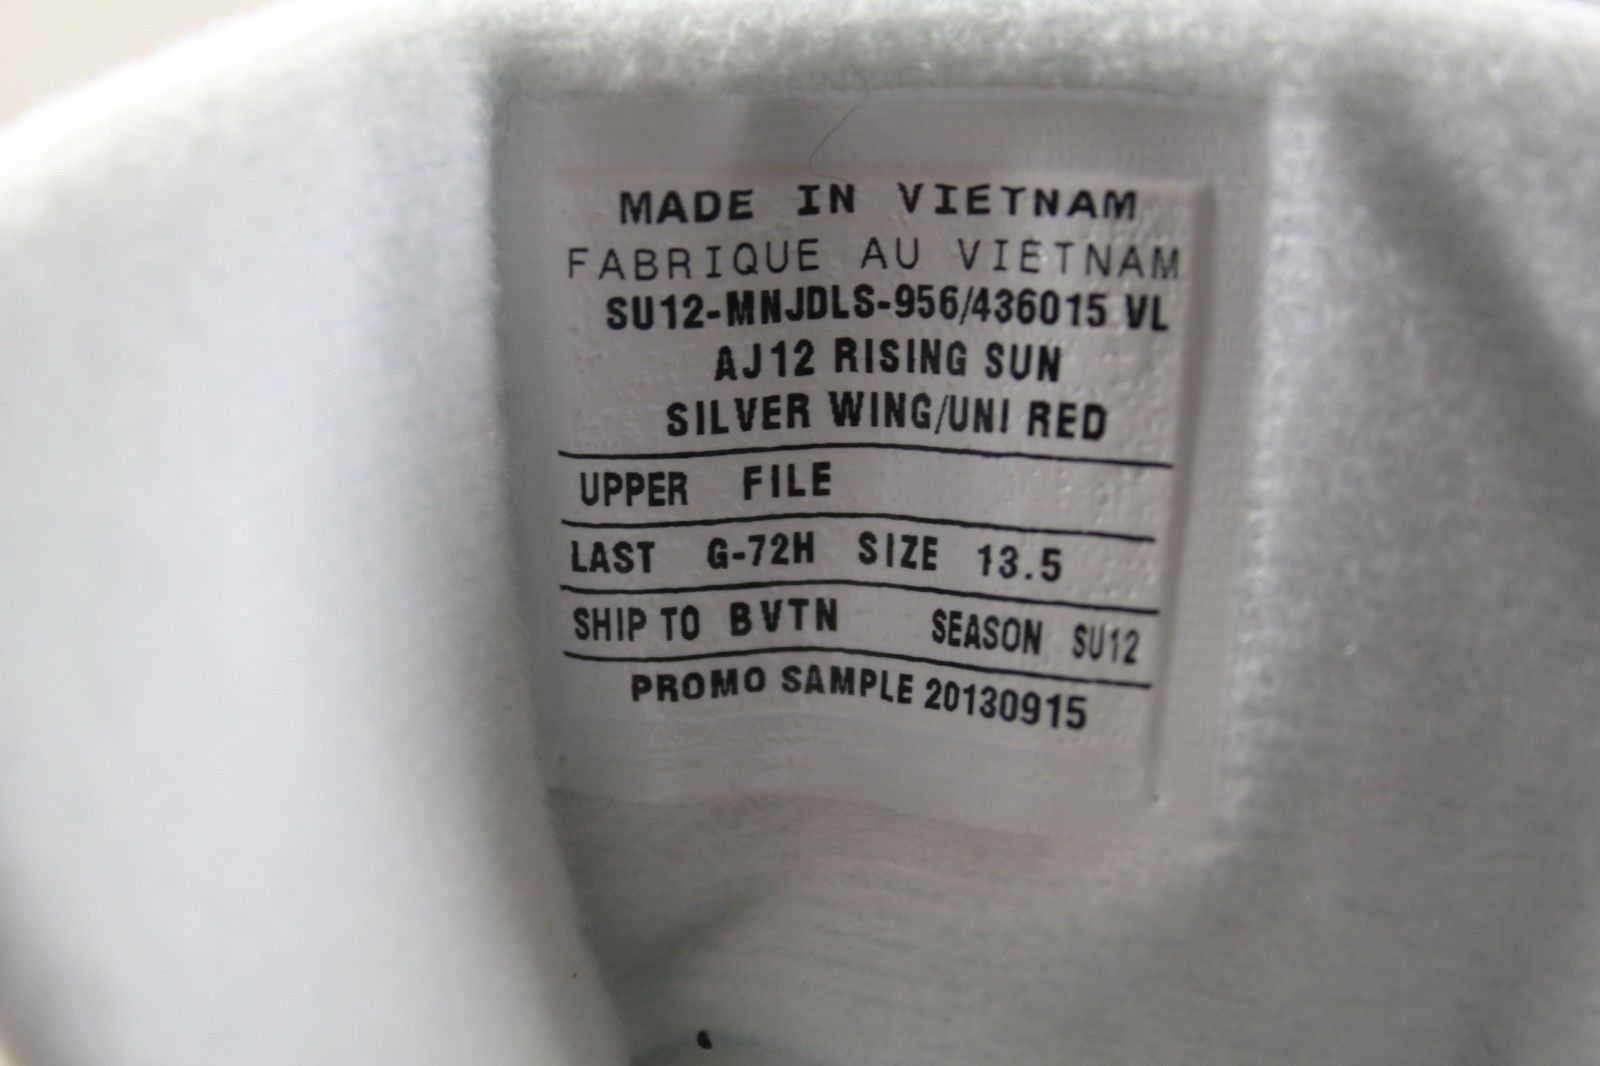 MADE IN VIETNAM
FABRIQUE AU VIETNAM
SU12-MNJDLS-956/436015 VL
AJ12 RISING SUN
SILVER WING/UNI RED
UPPER FILE
LAST G-72H SIZE 13.5
SHIP TO BVTN SEASON SU12
PROMO SAMPLE 20130915